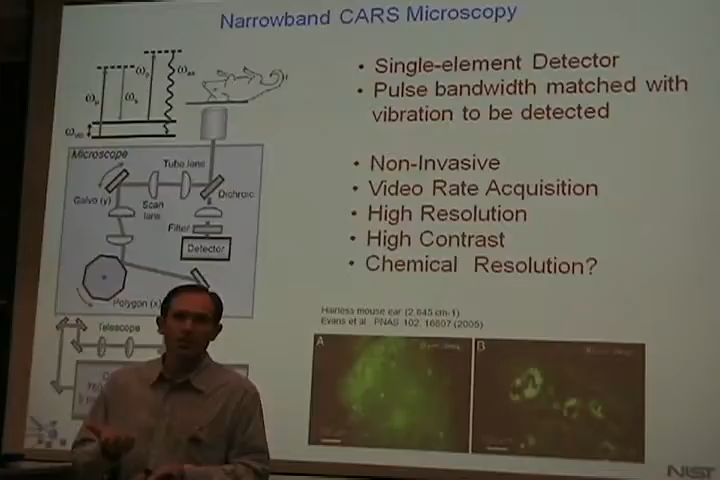 Narrowband CARS Microscopy
• Single-element Detector
• Pulse bandwidth matched with
vibration to be detected
• Non-Invasive
• Video Rate Acquisition
• High Resolution
• High Contrast
• Chemical Resolution?
Microscope
Tube lens
Galvo (y)
Scan
lens
Dichroic
Filter
Detector
Polygon (x)
Telescope
Hairless mouse ear (2,845 cm-1)
Evans et al. PNAS 102, 16807 (2005)
A
B
NIST